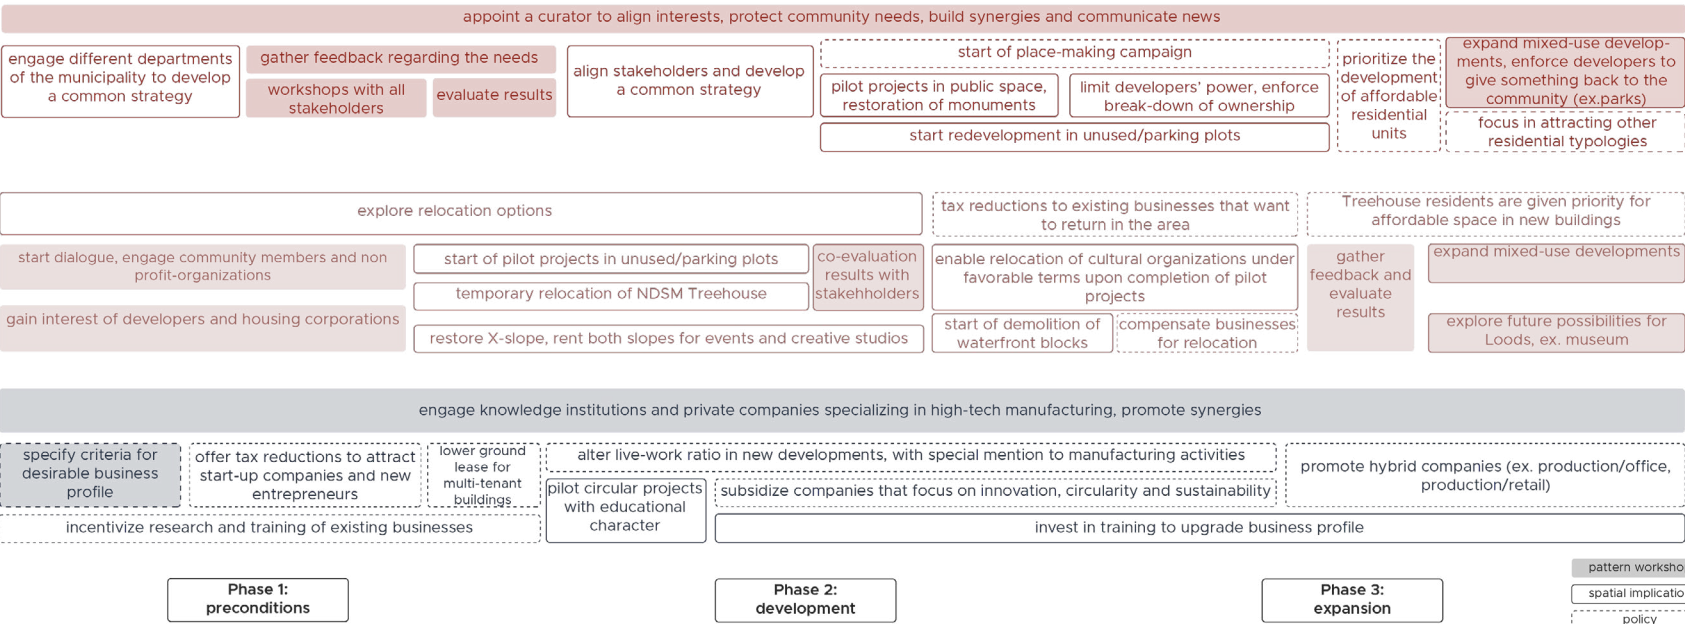 appoint a curator to align interests, protect community needs, build synergies and communicate news
engage different departments
of the municipality to develop
a common strategy
gather feedback regarding the needs
workshops with all
stakeholders
evaluate results
align stakeholders and develop
a common strategy
start of place-making campaign
pilot projects in public space,
restoration of monuments
limit developers' power, enforce
break-down of ownership
start redevelopment in unused/parking plots
prioritize the
development
of affordable
residential
units
expand mixed-use develop-
ments, enforce developers to
give something back to the
community (ex.parks)
focus in attracting other
residential typologies
explore relocation options
tax reductions to existing businesses that want
to return in the area
Treehouse residents are given priority for
affordable space in new buildings
start dialogue, engage community members and non
profit-organizations
gain interest of developers and housing corporations
start of pilot projects in unused/parking plots
temporary relocation of NDSM Treehouse
restore X-slope, rent both slopes for events and creative studios
co-evaluation
results with
stakehholders
enable relocation of cultural organizations under
favorable terms upon completion of pilot
projects
start of demolition of
waterfront blocks
compensate businesses
for relocation
gather
feedback and
evaluate
results
expand mixed-use developments
explore future possibilities for
Loods, ex. museum
engage knowledge institutions and private companies specializing in high-tech manufacturing, promote synergies
specify criteria for
desirable business
profile
offer tax reductions to attract
start-up companies and new
entrepreneurs
lower ground
lease for
multi-tenant
buildings
incentivize research and training of existing businesses
alter live-work ratio in new developments, with special mention to manufacturing activities
pilot circular projects
with educational
character
subsidize companies that focus on innovation, circularity and sustainability
promote hybrid companies (ex. production/office,
production/retail)
invest in training to upgrade business profile
Phase 1:
preconditions
Phase 2:
development
Phase 3:
expansion
pattern worksho
spatial implicatio
policy